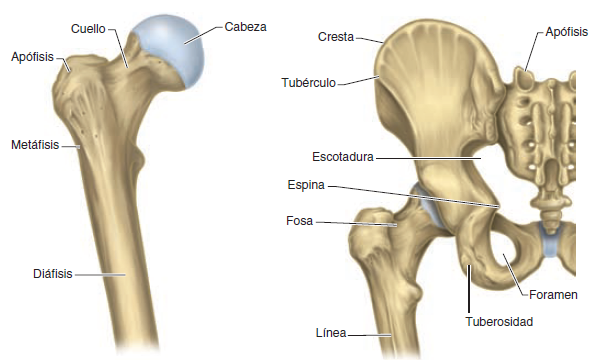 Cuello
Cabeza
Apófisis
Metáfisis
Diáfisis
Cresta
Apófisis
Tubérculo
Escotadura
Espina
Fosa
Foramen
Tuberosidad
Línea